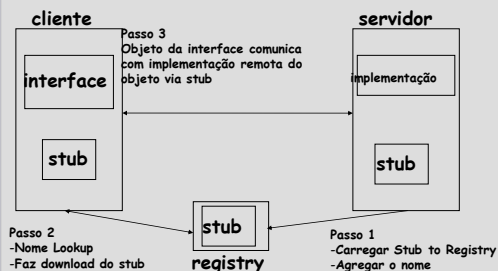 cliente
servidor
Passo 3
Objeto da interface comunica
com implementação remota do
objeto via stub
interface
implementação
stub
stub
stub
registry
Passo 2
-Nome Lookup
-Faz download do stub
Passo 1
-Carregar Stub to Registry
-Agregar o nome